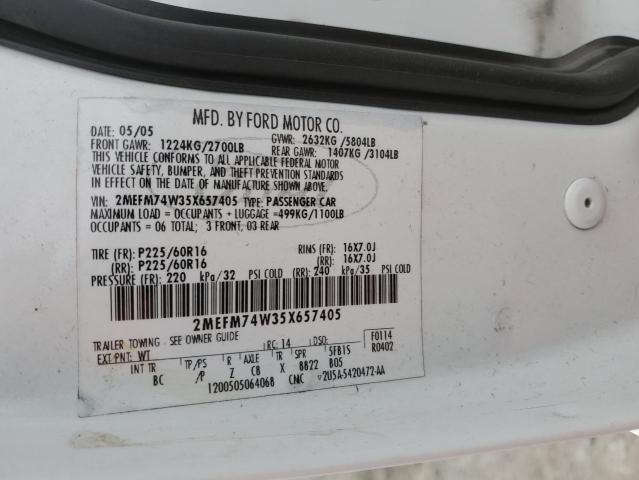 MFD. BY FORD MOTOR CO.
DATE: 05/05 GVWR: 2632KG /5804LB
FRONT GAWR: 1224KG/2700LB REAR GAWR: 1407KG/3104LB
THIS VEHICLE CONFORMS TO ALL APPLICABLE FEDERAL MOTOR
VEHICLE SAFETY, BUMPER, AND THEFT PREVENTION STANDARDS
IN EFFECT ON THE DATE OF MANUFACTURE SHOWN ABOVE.
VIN: 2MEFM74W35X657405 TYPE: PASSENGER CAR
MAXIMUM LOAD = OCCUPANTS + LUGGAGE =499KG/1100LB
OCCUPANTS = 06 TOTAL; 3 FRONT, 03 REAR
TIRE (FR): P225/60R16 RIMS (FR): 16X7.0J
(RR): P225/60R16 (RR): 16X7.0J
PRESSURE (FR): 220 kPa/32 PSI COLD (RR): 240 kPa/35 PSI COLD
2MEFM74W35X657405
TRAILER TOWING - SEE OWNER GUIDE
EXT PNT: WT RC: 14 DSO: F0114
R0402
INT TR TP/PS R AXLE TR SPR 5FB15
BC /P Z CB X BB22 B05
1200505064068 CMC ▽2U5A-5420472-AA